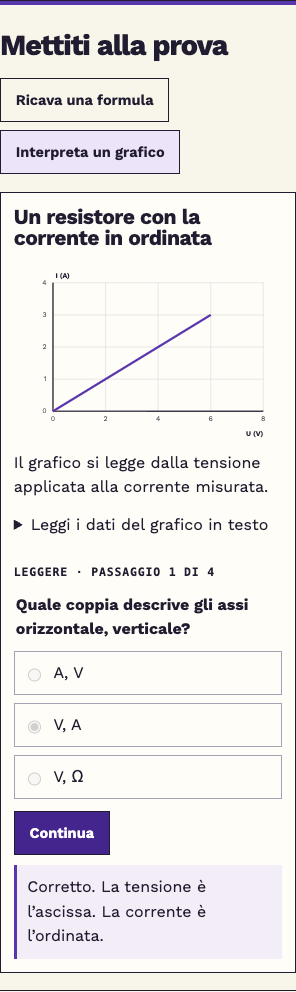 Mettiti alla prova
Ricava una formula
Interpreta un grafico
Un resistore con la
corrente in ordinata
I (A)
4
3
2
1
0
0 2 4 6 8
U (V)
Il grafico si legge dalla tensione
applicata alla corrente misurata.
▶ Leggi i dati del grafico in testo
LEGGERE · PASSAGGIO 1 DI 4
Quale coppia descrive gli assi
orizzontale, verticale?
A, V
V, A
V, Ω
Continua
Corretto. La tensione è
l’ascissa. La corrente è
l’ordinata.